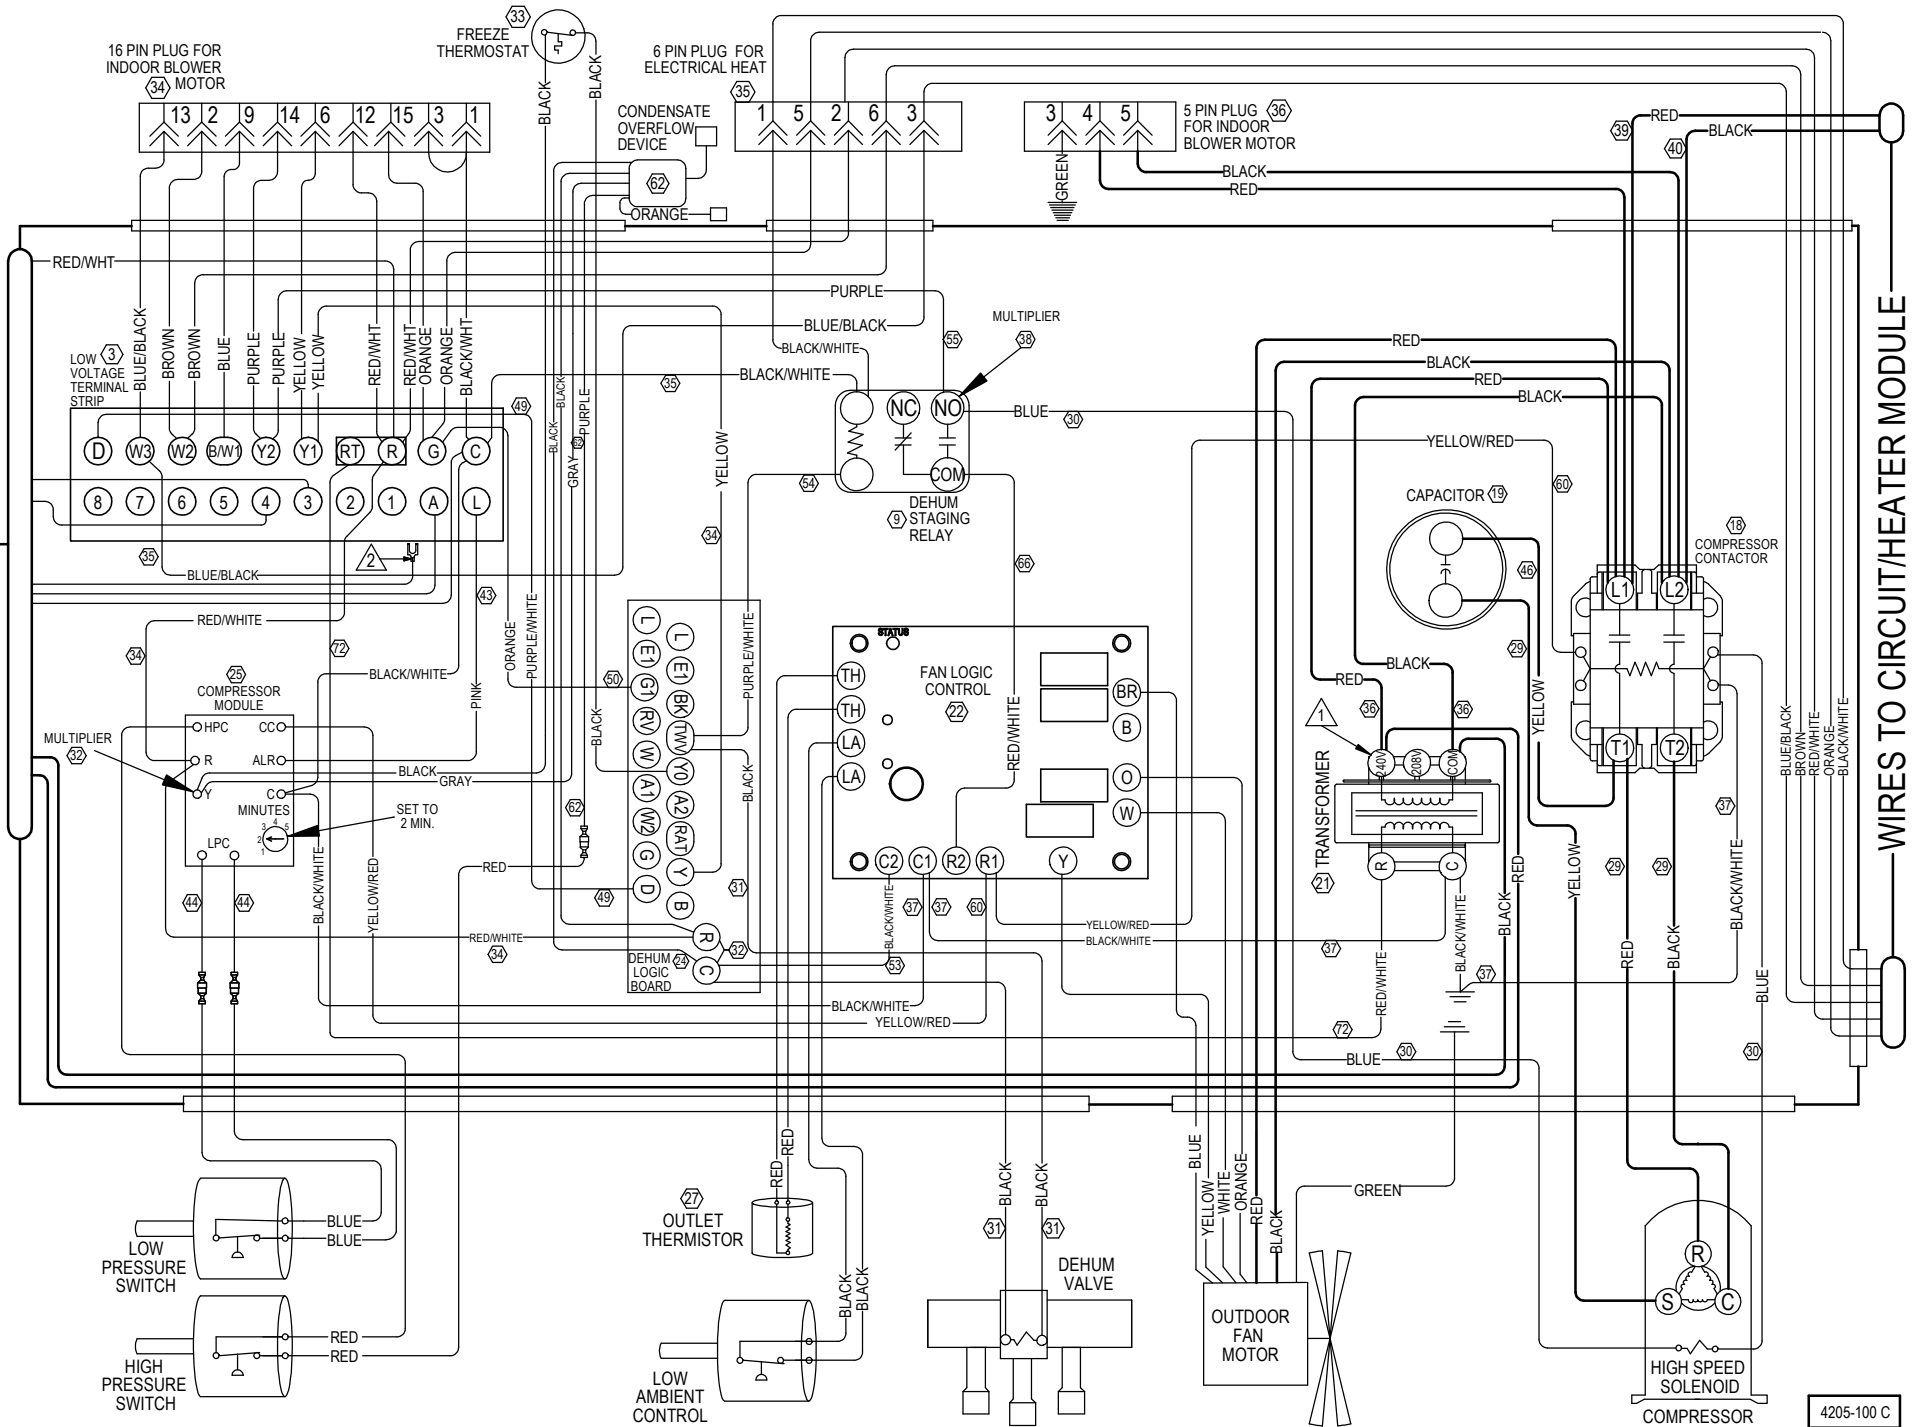 33
FREEZE
THERMOSTAT
16 PIN PLUG FOR
INDOOR BLOWER
34 MOTOR
13 2 9 14 6 12 15 3 1
BLACK
BLACK
6 PIN PLUG FOR
ELECTRICAL HEAT
35
1 5 2 6 3
CONDENSATE
OVERFLOW
DEVICE
62
ORANGE
3 4 5
5 PIN PLUG 36
FOR INDOOR
BLOWER MOTOR
GREEN
BLACK
RED
39
RED
40
BLACK
WIRES TO CIRCUIT/HEATER MODULE
RED/WHT
PURPLE
BLUE/BLACK
BLACK/WHITE
BLACK/WHITE
35
55
MULTIPLIER
38
LOW 3
VOLTAGE
TERMINAL
STRIP
BLUE/BLACK
BROWN
BROWN
BLUE
PURPLE
PURPLE
YELLOW
YELLOW
RED/WHT
RED/WHT
ORANGE
ORANGE
BLACK/WHT
49
BLACK
BLACK
GRAY
62
PURPLE
D W3 W2 B/W1 Y2 Y1 RT R G C
8 7 6 5 4 3 2 1 A L
35
BLUE/BLACK
2
43
YELLOW
34
54
NC NO
COM
DEHUM
9 STAGING
RELAY
BLUE
30
66
RED
BLACK
RED
BLACK
YELLOW/RED
60
CAPACITOR 19
46
29
YELLOW
18
COMPRESSOR
CONTACTOR
L1 L2
T1 T2
RED/WHITE
34
72
BLACK/WHITE
PINK
ORANGE
PURPLE/WHITE
50
BLACK
25
COMPRESSOR
MODULE
HPC CC
R ALR
Y C
MINUTES
1 2 3 4 5
LPC
MULTIPLIER
32
SET TO
2 MIN.
BLACK
GRAY
62
RED
44 44
BLACK/WHITE
YELLOW/RED
L
E1
G1
RV
W
A1
W2
G
D
L
E1
BK
TWV
Y0
A2
RAT
Y
B
R
C
49
31
32
DEHUM 24
LOGIC
BOARD
RED/WHITE
34
PURPLE/WHITE
BLACK
STATUS
FAN LOGIC
CONTROL
22
TH
TH
LA
LA
BR
B
O
W
C2 C1 R2 R1 Y
RED/WHITE
BLACK/WHITE
53
37 37 60
YELLOW/RED
BLACK/WHITE
37
BLACK/WHITE
YELLOW/RED
BLACK
RED
36 36
1
240V 208V COM
TRANSFORMER
21
R C
RED/WHITE
BLACK/WHITE
37
72
BLACK
RED
YELLOW
29 29
RED
BLACK
37
BLACK/WHITE
BLUE
30
BLUE
30
BLUE/BLACK
BROWN
RED/WHITE
ORANGE
BLACK/WHITE
BLUE
BLUE
LOW
PRESSURE
SWITCH
RED
RED
HIGH
PRESSURE
SWITCH
27
OUTLET
THERMISTOR
RED
RED
BLACK
BLACK
LOW
AMBIENT
CONTROL
BLACK
BLACK
31 31
DEHUM
VALVE
BLUE
YELLOW
WHITE
ORANGE
RED
BLACK
GREEN
OUTDOOR
FAN
MOTOR
R
S C
HIGH SPEED
SOLENOID
COMPRESSOR
4205-100 C